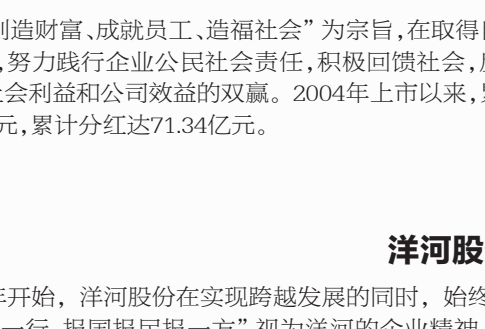 创造财富、成就员工、造福社会”为宗旨,在取得
,努力践行企业公民社会责任,积极回馈社会,
会利益和公司效益的双赢。2004年上市以来,
元,累计分红达71.34亿元。
洋河股
年开始，洋河股份在实现跨越发展的同时，始终
一行 报国报民报一方”视为洋河的企业精神